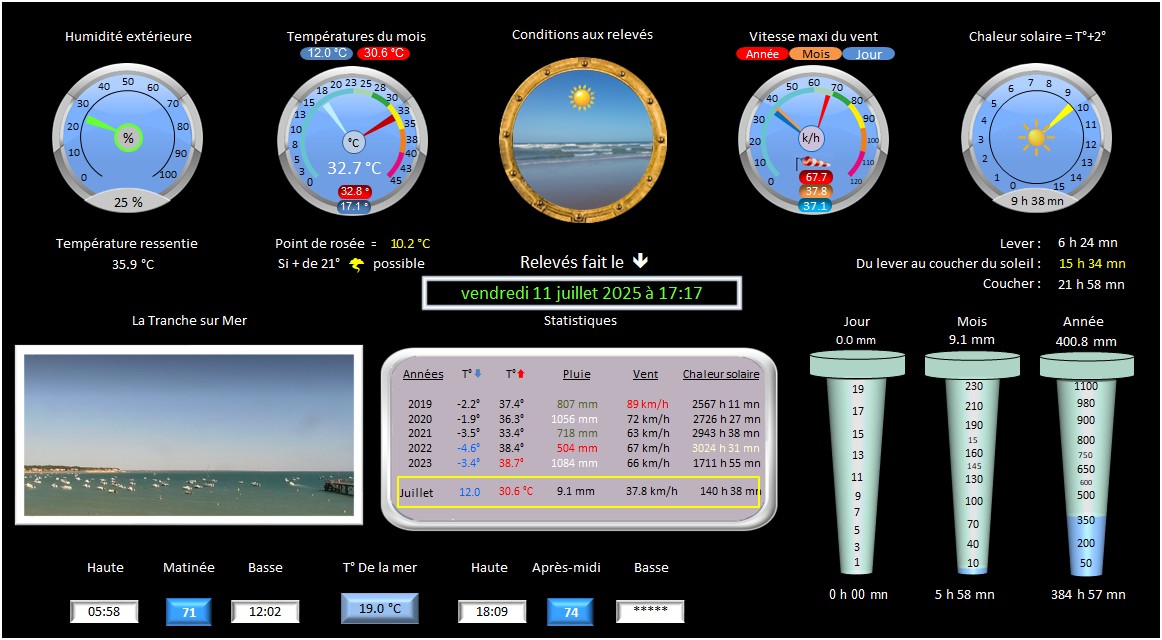 Humidité extérieure
Températures du mois
12.0 °C 30.6 °C
Conditions aux relevés
Vitesse maxi du vent
Année Mois Jour
Chaleur solaire = T°+2°
0 10 20 30 40 50 60 70 80 90 100
%
25 %
0 3 5 8 10 13 15 18 20 23 25 28 30 33 35 38 40 43 45
°C
32.7 °C
32.8 °
17.1 °
0 10 20 30 40 50 60 70 80 90 100 110 120
k/h
67.7
37.8
37.1
0 1 2 3 4 5 6 7 8 9 10 11 12 13 14 15
9 h 38 mn
Température ressentie
35.9 °C
Point de rosée = 10.2 °C
Si + de 21° possible
Relevés fait le
vendredi 11 juillet 2025 à 17:17
Lever : 6 h 24 mn
Du lever au coucher du soleil : 15 h 34 mn
Coucher : 21 h 58 mn
La Tranche sur Mer
Statistiques
Années T° T° Pluie Vent Chaleur solaire
2019 -2.2° 37.4° 807 mm 89 km/h 2567 h 11 mn
2020 -1.9° 36.3° 1056 mm 72 km/h 2726 h 27 mn
2021 -3.5° 33.4° 718 mm 63 km/h 2943 h 38 mn
2022 -4.6° 38.4° 504 mm 67 km/h 3024 h 31 mn
2023 -3.4° 38.7° 1084 mm 66 km/h 1711 h 55 mn
Juillet 12.0 30.6 °C 9.1 mm 37.8 km/h 140 h 38 mn
Jour
0.0 mm
19
17
15
13
11
9
7
5
3
1
0 h 00 mn
Mois
9.1 mm
230
210
190
15
160
145
130
100
70
40
10
5 h 58 mn
Année
400.8 mm
1100
980
900
800
750
650
600
500
350
200
50
384 h 57 mn
Haute Matinée Basse T° De la mer Haute Après-midi Basse
05:58 71 12:02 19.0 °C 18:09 74 *****